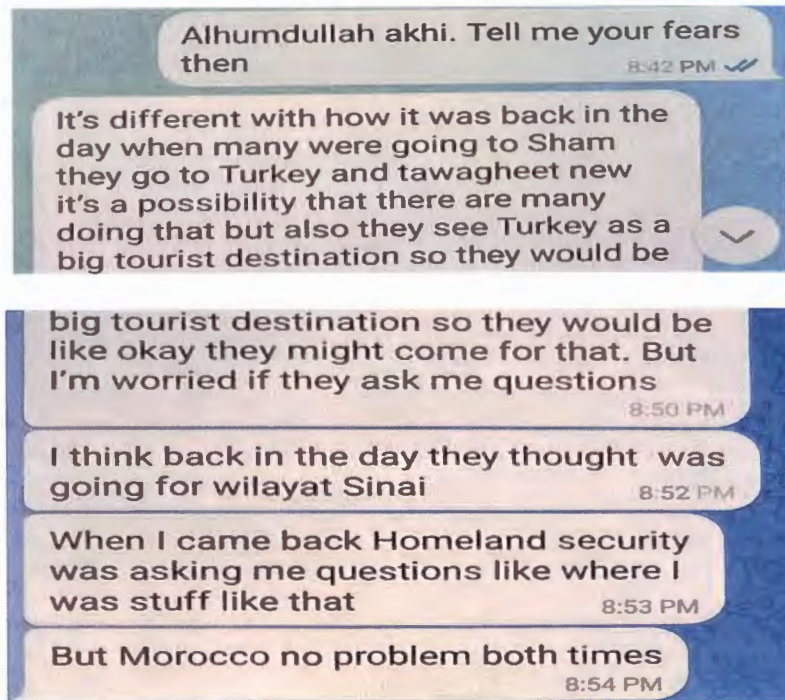 Alhumdullah akhi. Tell me your fears
then
8:42 PM
It's different with how it was back in the
day when many were going to Sham
they go to Turkey and tawagheet new
it's a possibility that there are many
doing that but also they see Turkey as a
big tourist destination so they would be
big tourist destination so they would be
like okay they might come for that. But
I'm worried if they ask me questions
8:50 PM
I think back in the day they thought was
going for wilayat Sinai
8:52 PM
When I came back Homeland security
was asking me questions like where I
was stuff like that
8:53 PM
But Morocco no problem both times
8:54 PM